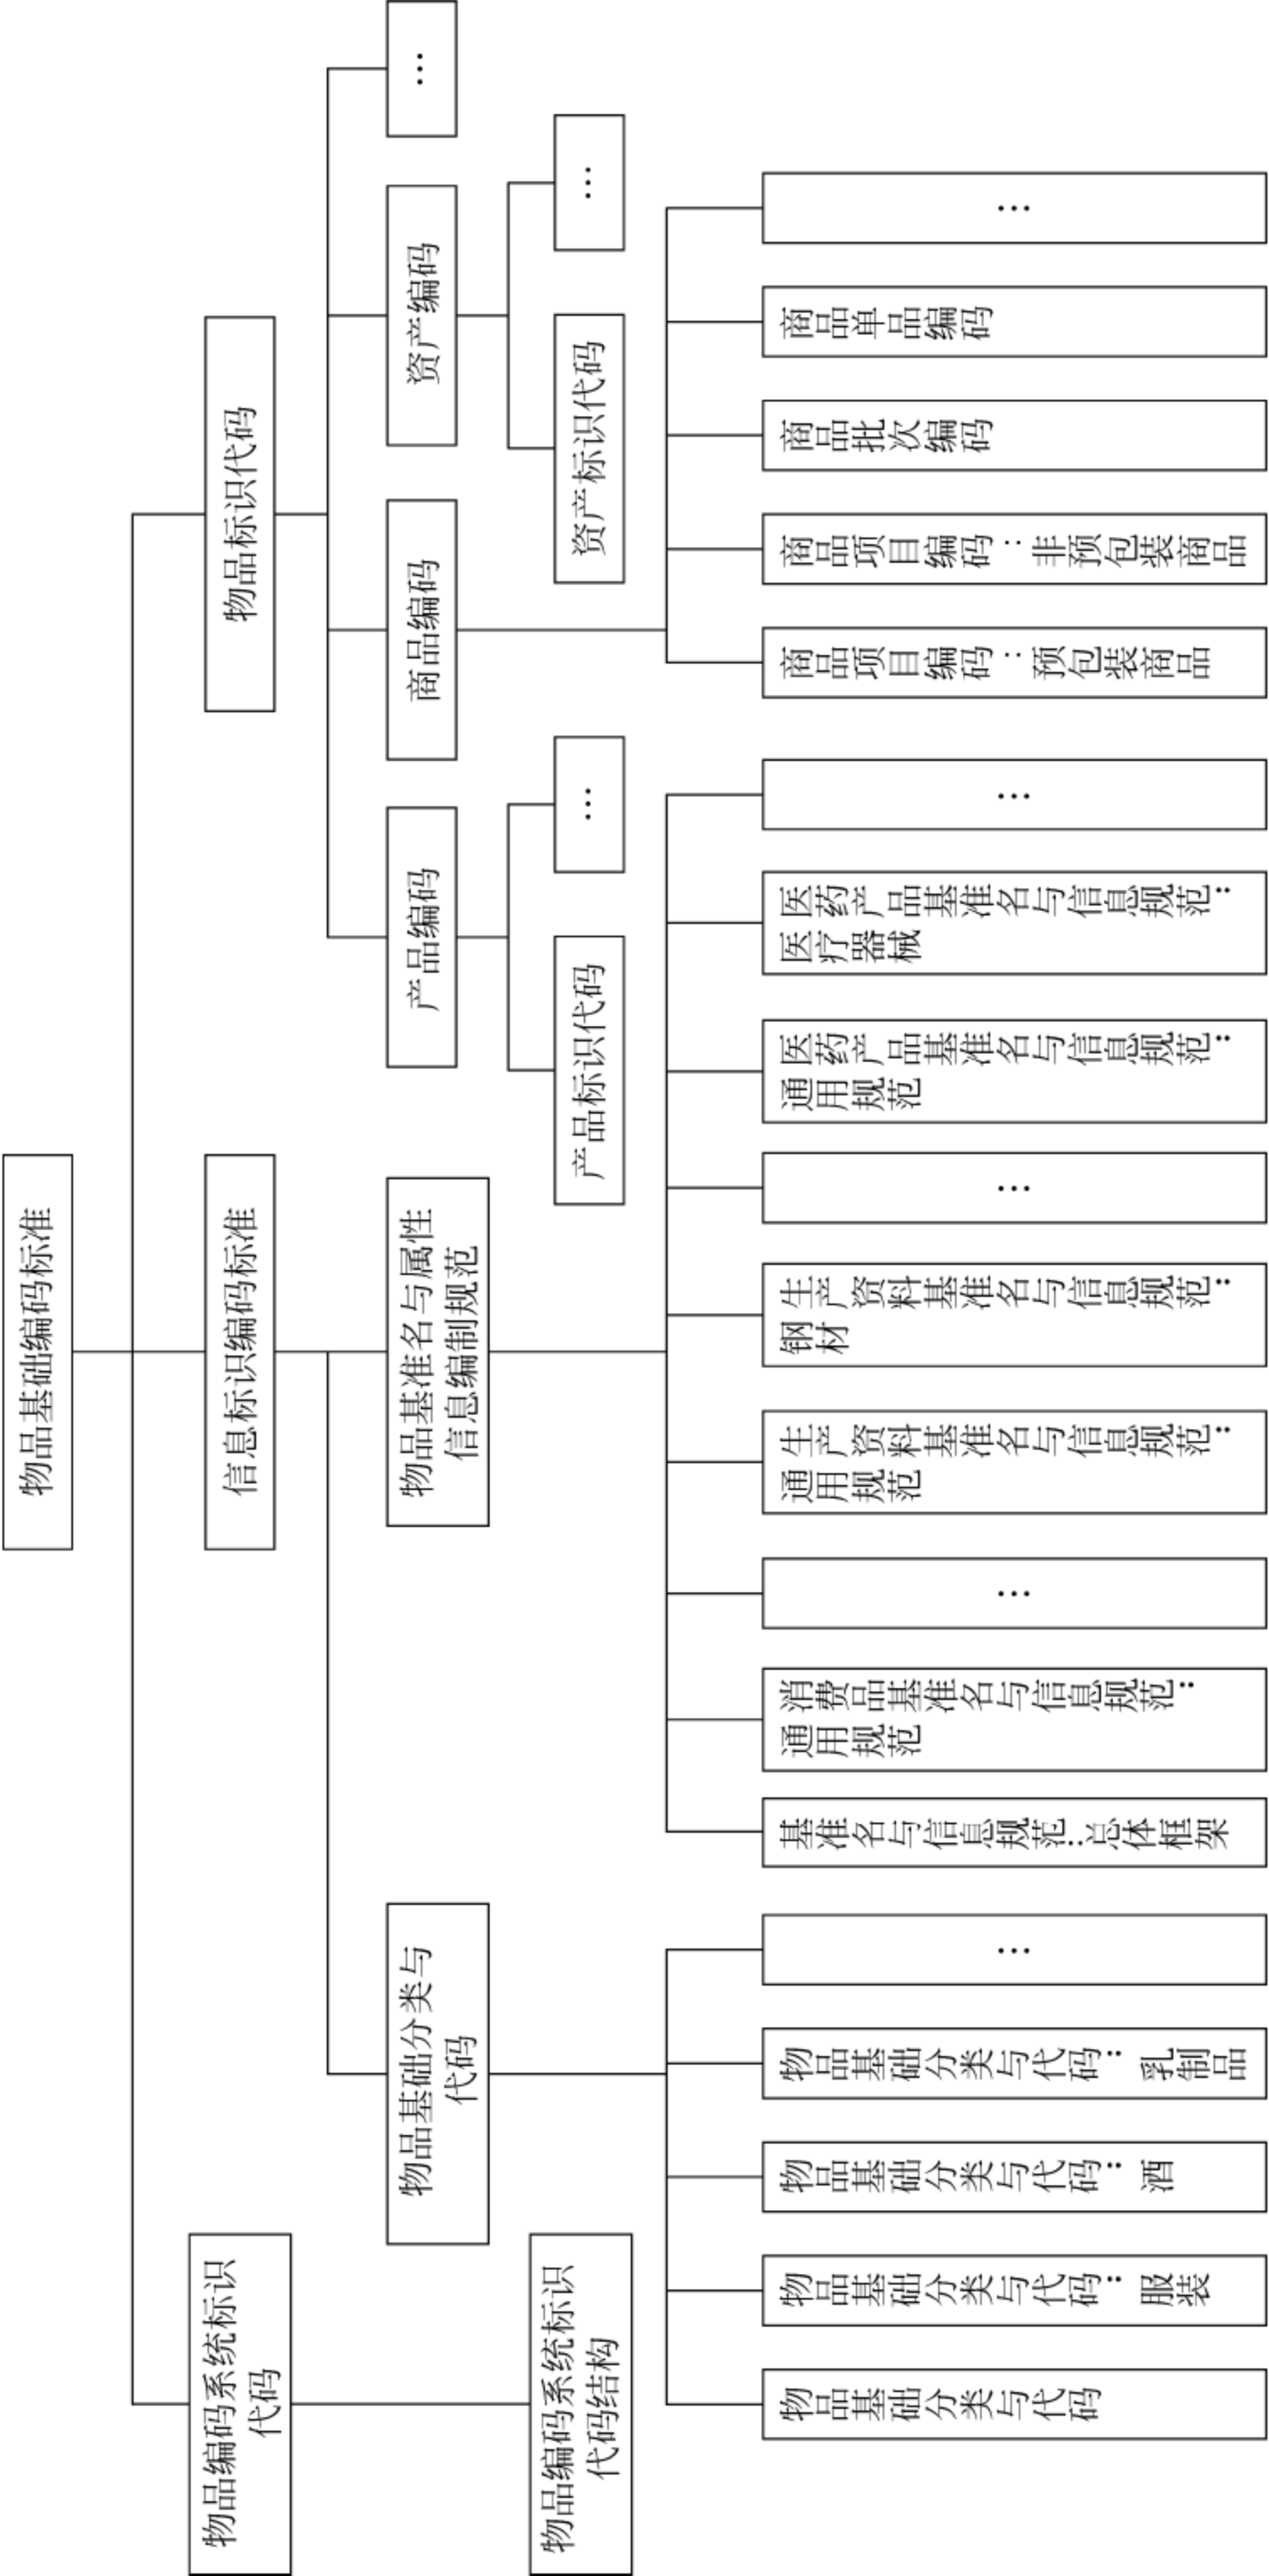 物品基础编码标准
物品编码系统标识
代码
信息标识编码标准
物品标识代码
物品基础分类与
代码
物品基准名与属性
信息编制规范
产品编码
商品编码
资产编码
…
物品编码系统标识
代码结构
产品标识代码
…
资产标识代码
…
物品基础分类与代码
物品基础分类与代码：服装
物品基础分类与代码：酒
物品基础分类与代码：乳制品
…
基准名与信息规范：总体框架
消费品基准名与信息规范：
通用规范
…
生产资料基准名与信息规范：
通用规范
生产资料基准名与信息规范：
钢材
…
医药产品基准名与信息规范：
通用规范
医药产品基准名与信息规范：
医疗器械
…
商品项目编码：预包装商品
商品项目编码：非预包装商品
商品批次编码
商品单品编码
…